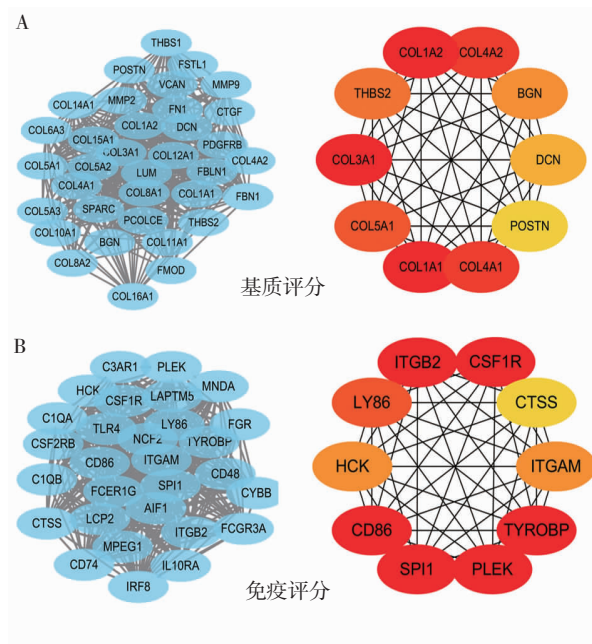 A
THBS1
FSTL1
POSTN
VCAN
MMP9
MMP2
COL14A1
FN1
CTGF
COL6A3
COL1A2
DCN
COL15A1
PDGFRB
COL3A1
COL12A1
COL4A2
COL5A1
COL5A2
LUM
FBLN1
COL4A1
COL8A1
COL1A1
FBN1
COL5A3
SPARC
PCOLCE
THBS2
COL10A1
BGN
COL11A1
COL8A2
FMOD
COL16A1
COL1A2
COL4A2
THBS2
BGN
COL3A1
DCN
COL5A1
POSTN
COL1A1
COL4A1
基质评分
B
C3AR1
PLEK
HCK
CSF1R
LAPTM5
MNDA
C1QA
TLR4
LY86
FGR
CSF2RB
NCF2
TYROBP
CD86
ITGAM
CD48
C1QB
FCER1G
SPI1
CYBB
CTSS
LCP2
AIF1
ITGB2
FCGR3A
MPEG1
CD74
IL10RA
IRF8
ITGB2
CSF1R
LY86
CTSS
HCK
ITGAM
CD86
TYROBP
SPI1
PLEK
免疫评分